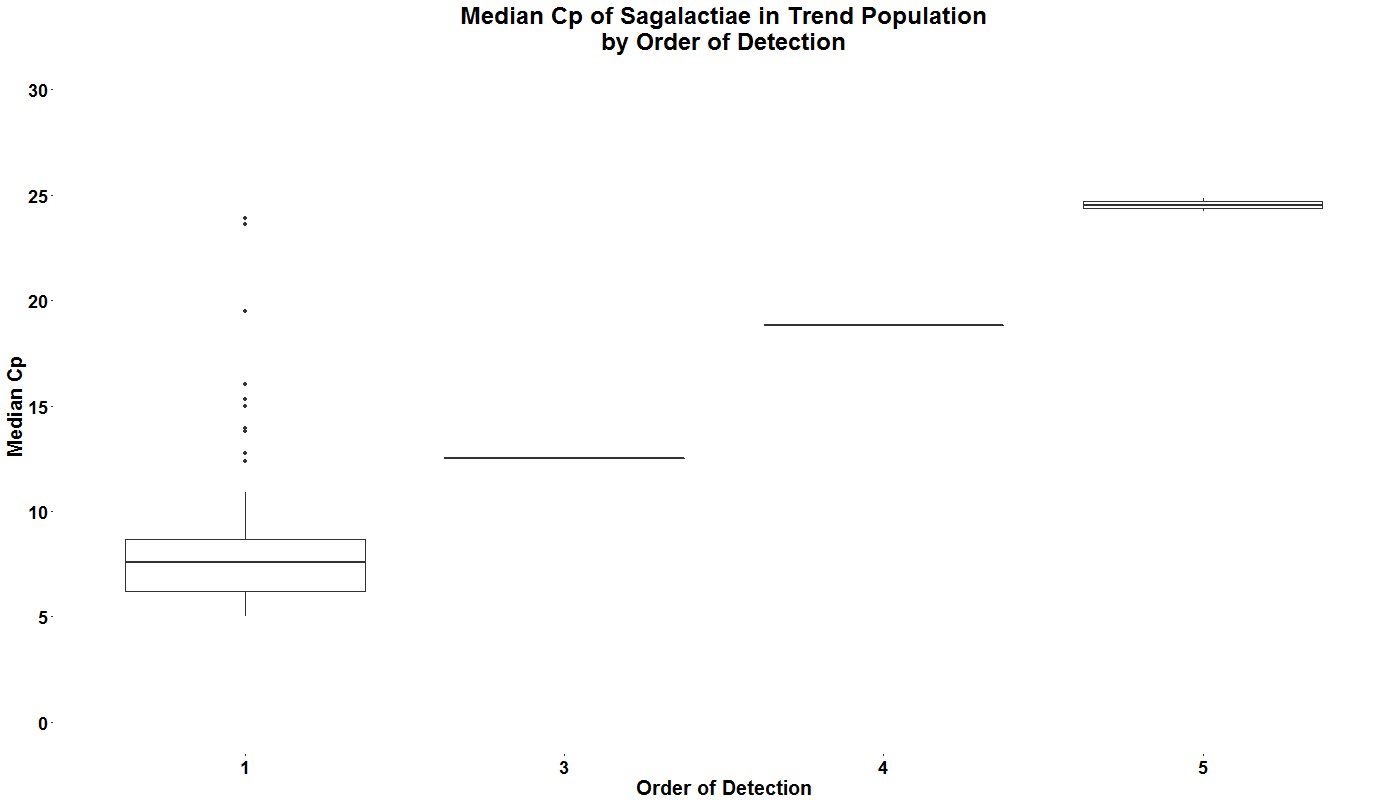 Median Cp of Sagalactiae in Trend Population
by Order of Detection
30
25
20
15
10
5
0
Median Cp
1 3 4 5
Order of Detection